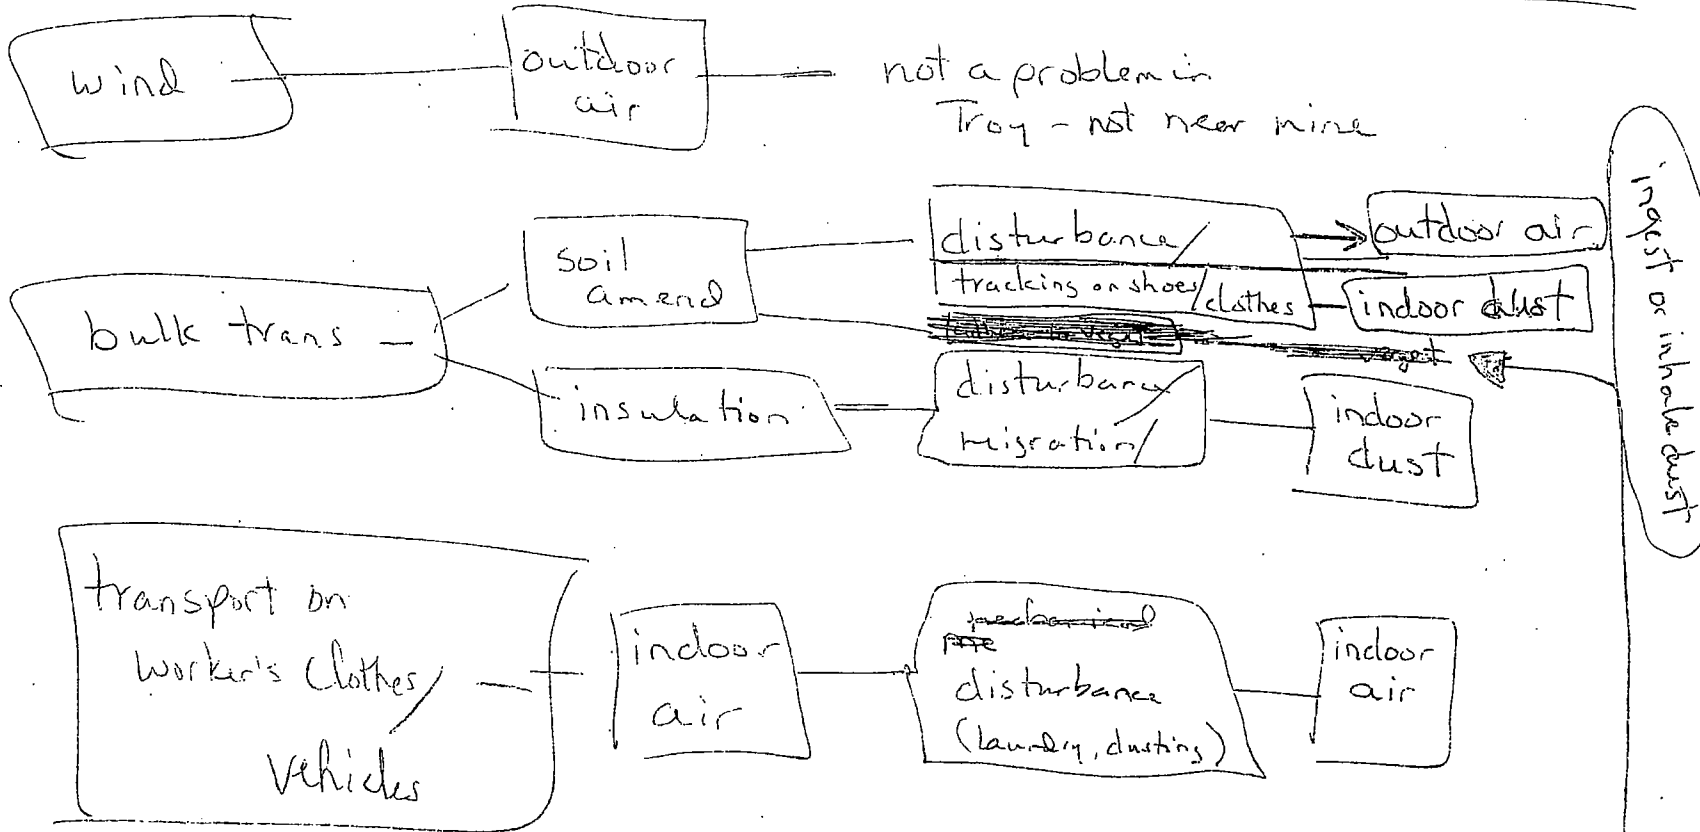 wind
outdoor
air
not a problem in
Troy - not near mine
bulk trans
soil
amend
disturbance/
tracking on shoes/clothes
outdoor air
indoor dust
veget
insulation
disturbance/
migration/
indoor
dust
transport on
worker's clothes/
vehicles
indoor
air
mechanical
disturbance
(laundry, dusting)
indoor
air
ingest or inhale dust